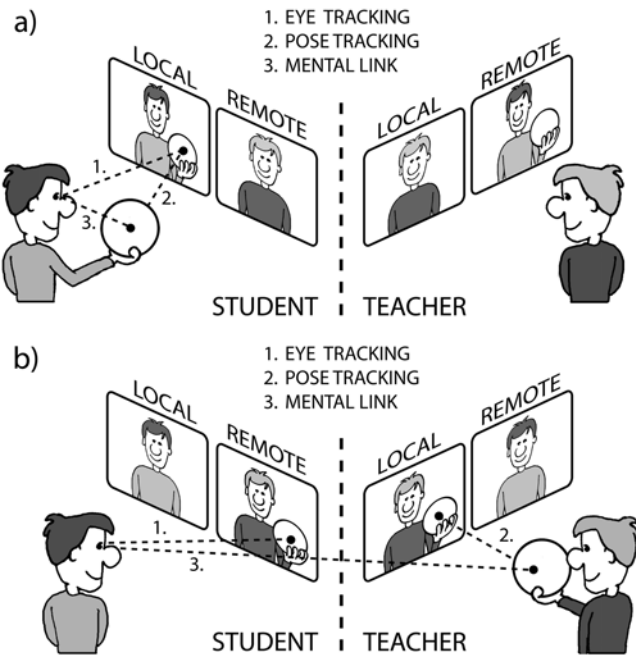 a)
1. EYE TRACKING
2. POSE TRACKING
3. MENTAL LINK
LOCAL
REMOTE
LOCAL
REMOTE
1.
2.
3.
STUDENT
TEACHER
b)
1. EYE TRACKING
2. POSE TRACKING
3. MENTAL LINK
LOCAL
REMOTE
LOCAL
REMOTE
1.
2.
3.
STUDENT
TEACHER